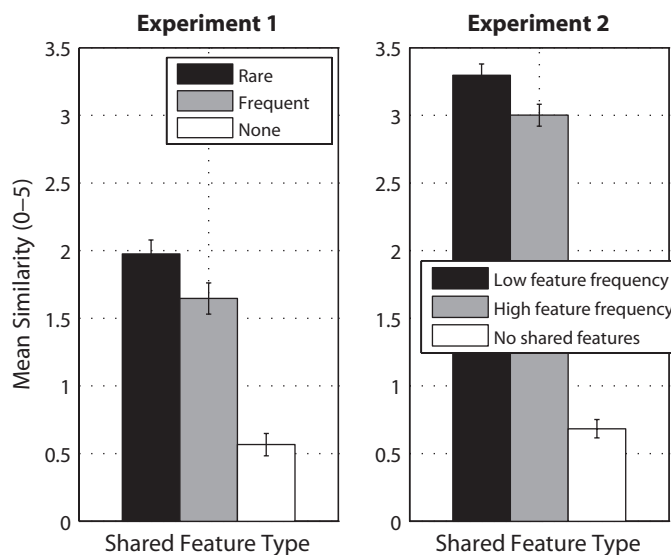 Experiment 1
Experiment 2
Mean Similarity (0–5)
3.5
3
2.5
2
1.5
1
0.5
0
Rare
Frequent
None
Shared Feature Type
3.5
3
2.5
2
1.5
1
0.5
0
Low feature frequency
High feature frequency
No shared features
Shared Feature Type